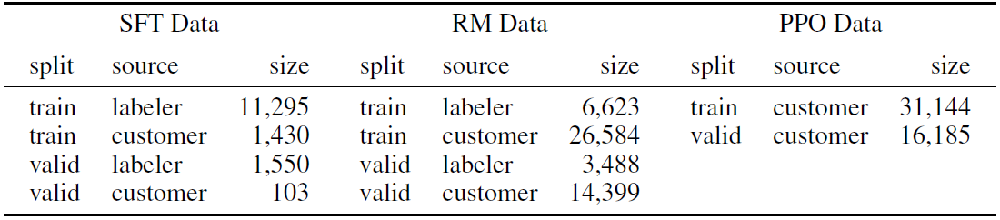 SFT Data RM Data PPO Data
split source size split source size split source size
train labeler 11,295 train labeler 6,623 train customer 31,144
train customer 1,430 train customer 26,584 valid customer 16,185
valid labeler 1,550 valid labeler 3,488
valid customer 103 valid customer 14,399